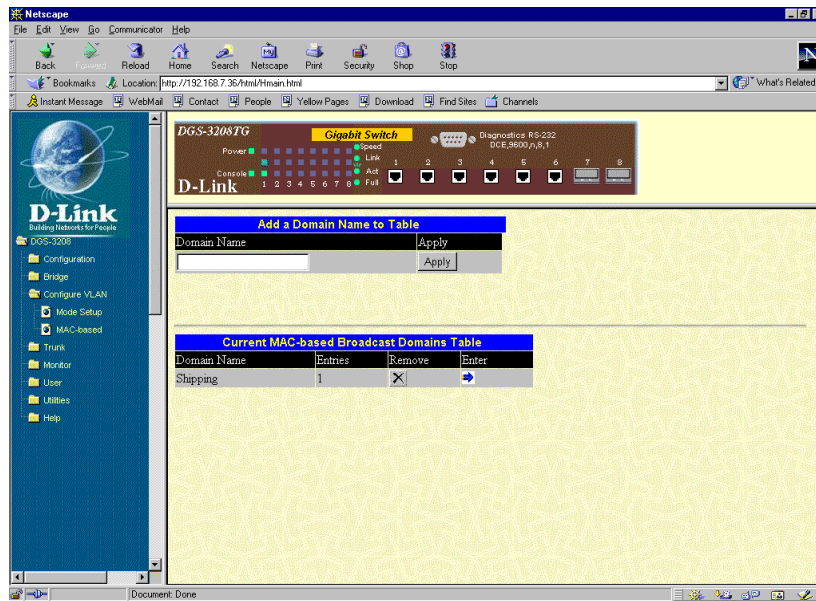 Netscape
File Edit View Go Communicator Help
Back Forward Reload Home Search Netscape Print Security Shop Stop
Bookmarks Location: http://192.168.7.36/html/Hmain.html What's Related
Instant Message WebMail Contact People Yellow Pages Download Find Sites Channels
D-Link
Building Networks for People
DGS-3208
Configuration
Bridge
Configure VLAN
Mode Setup
MAC-based
Trunk
Monitor
User
Utilities
Help
DGS-3208TG Gigabit Switch Diagnostics RS-232
DCE,9600,n,8,1
Power Speed
Link
Console Act
Full
D-Link 1 2 3 4 5 6 7 8
1 2 3 4 5 6 7 8
Add a Domain Name to Table
Domain Name Apply
Apply
Current MAC-based Broadcast Domains Table
Domain Name Entries Remove Enter
Shipping 1
Document: Done